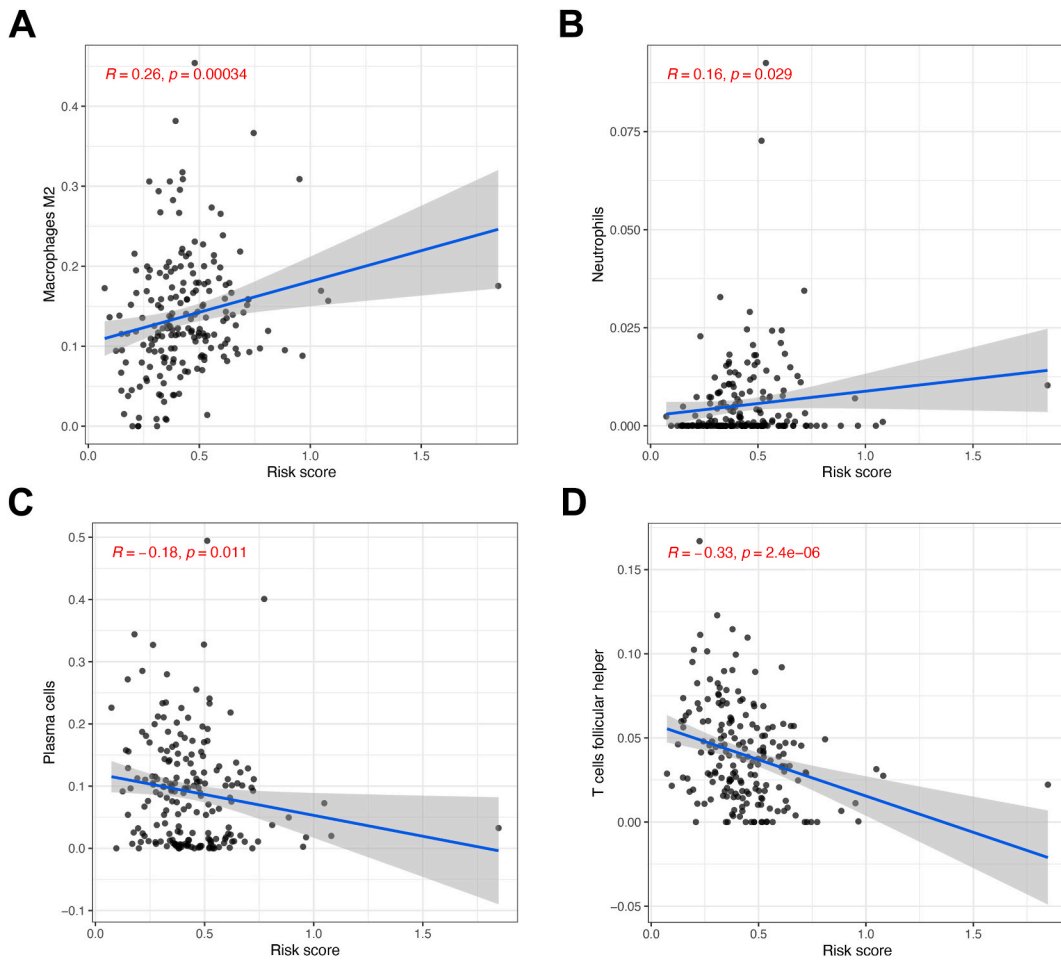 A
R = 0.26, p = 0.00034
Macrophages M2
0.4
0.3
0.2
0.1
0.0
0.0 0.5 1.0 1.5
Risk score
B
R = 0.16, p = 0.029
Neutrophils
0.075
0.050
0.025
0.000
0.0 0.5 1.0 1.5
Risk score
C
R = −0.18, p = 0.011
Plasma cells
0.5
0.4
0.3
0.2
0.1
0.0
−0.1
0.0 0.5 1.0 1.5
Risk score
D
R = −0.33, p = 2.4e−06
T cells follicular helper
0.15
0.10
0.05
0.00
−0.05
0.0 0.5 1.0 1.5
Risk score